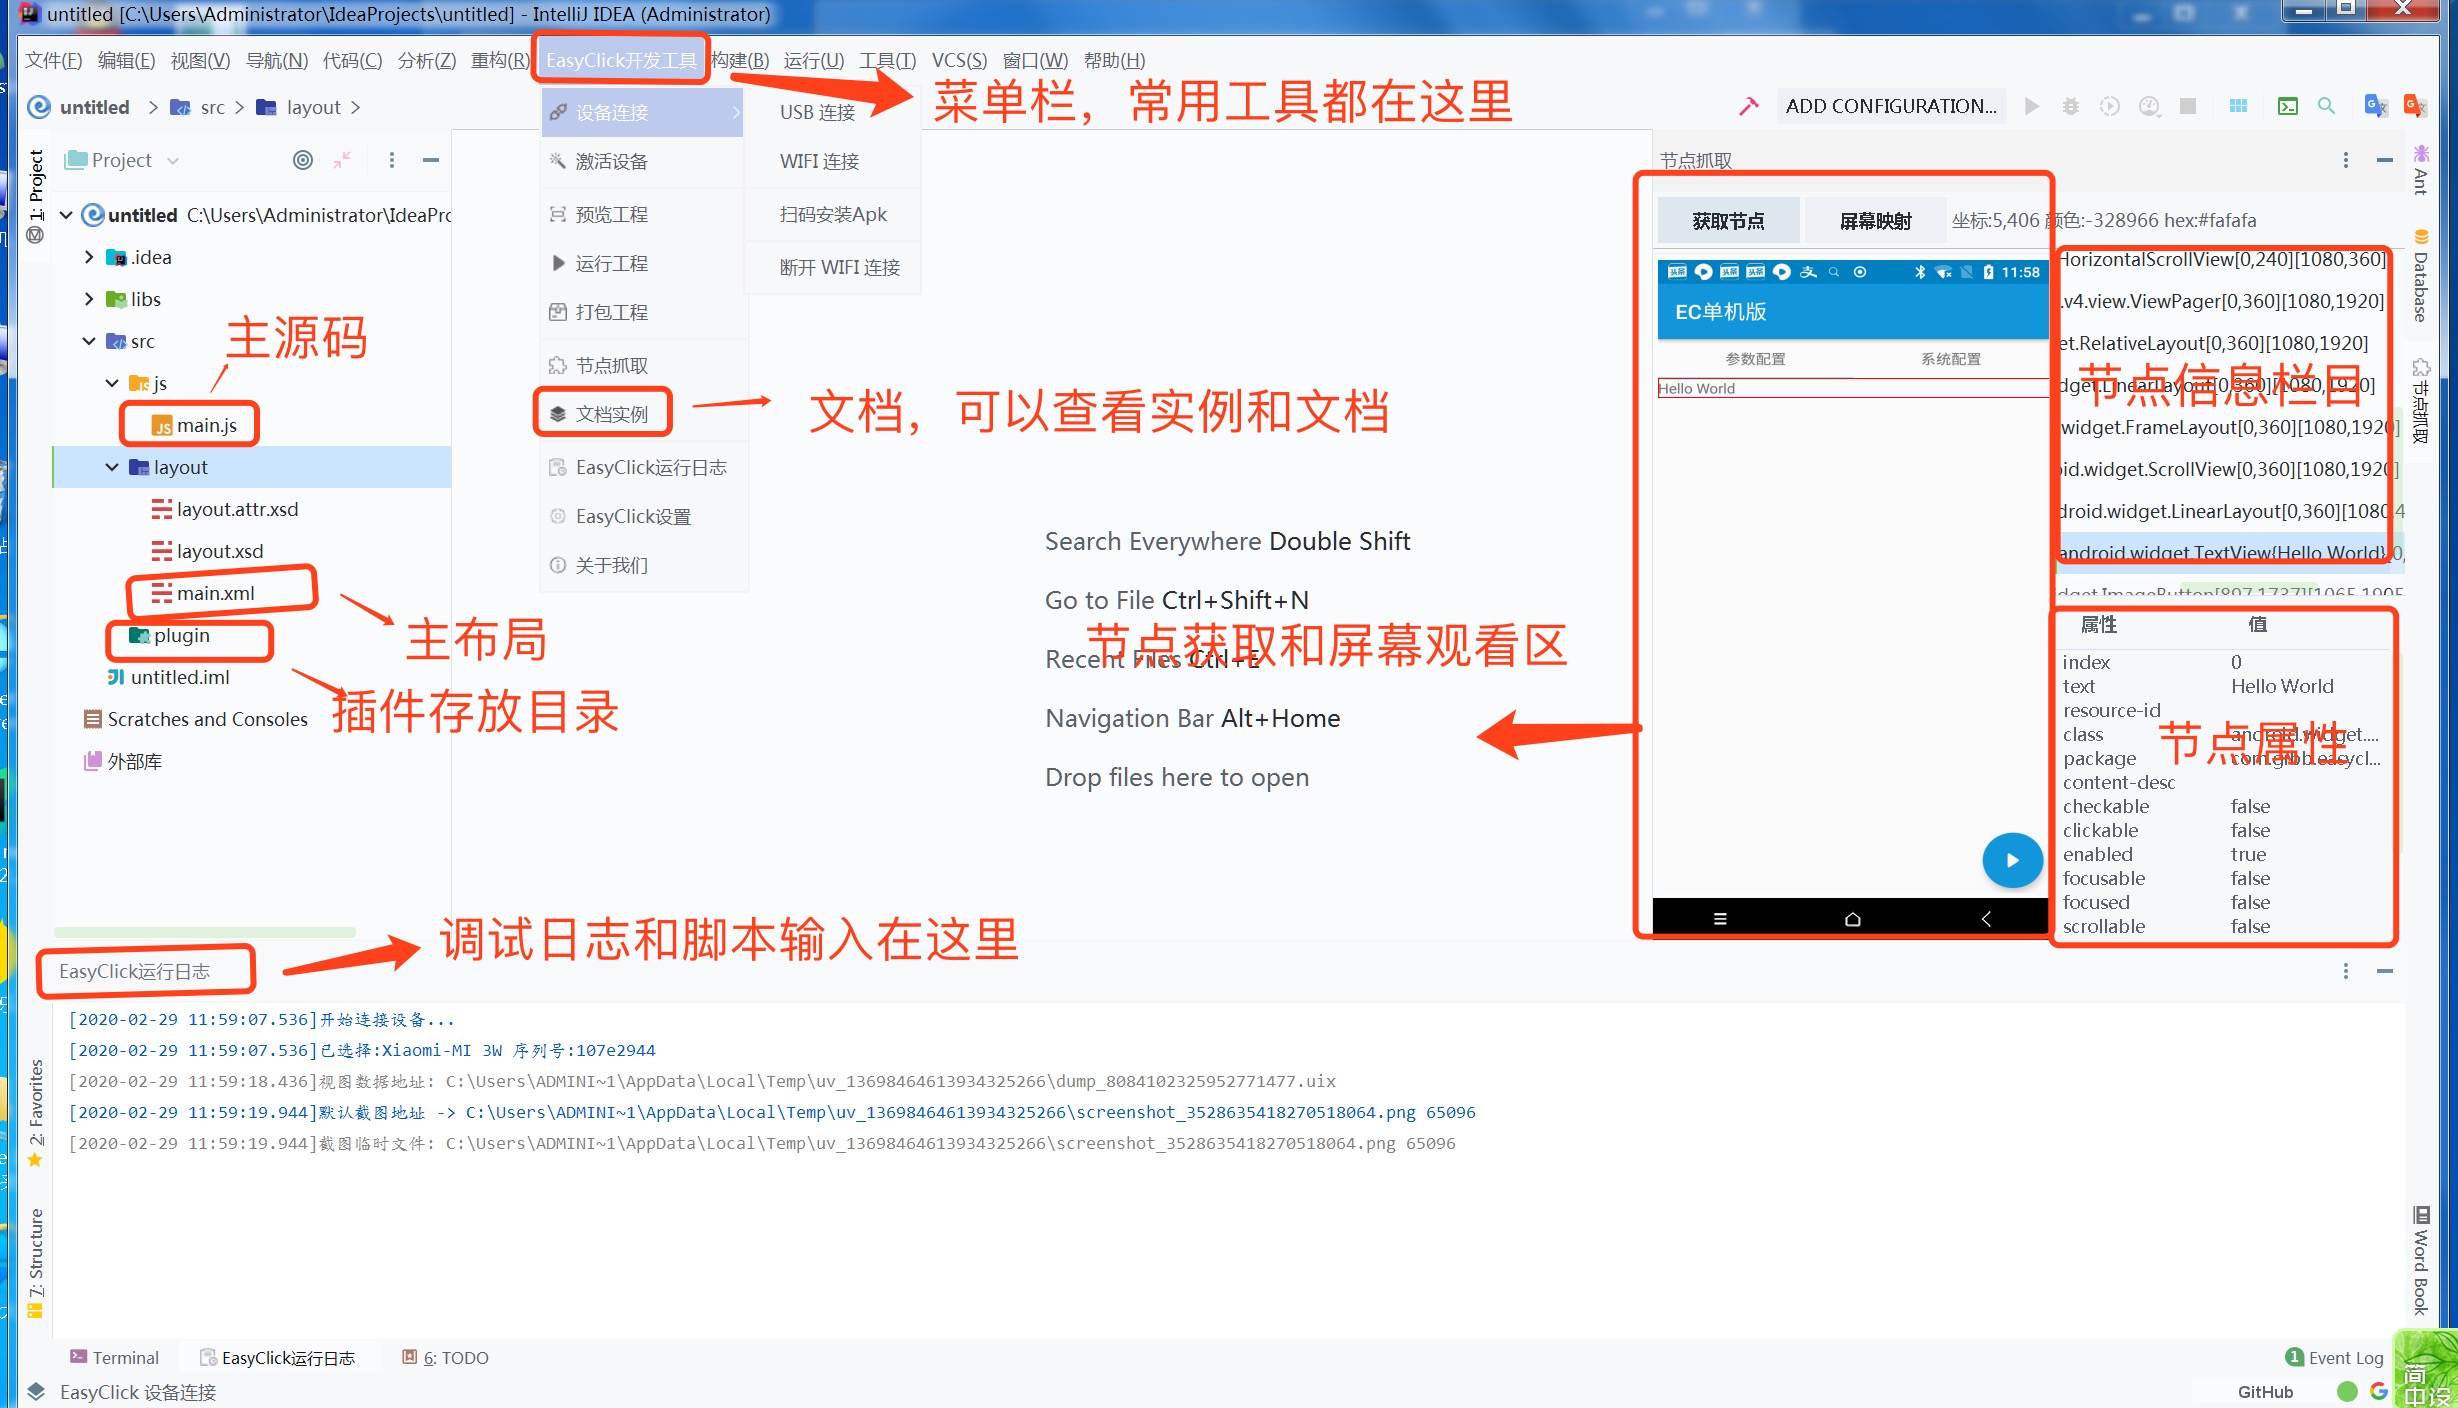 untitled [C:\Users\Administrator\IdeaProjects\untitled] - IntelliJ IDEA (Administrator)
文件(F) 编辑(E) 视图(V) 导航(N) 代码(C) 分析(Z) 重构(R) EasyClick开发工具 构建(B) 运行(U) 工具(T) VCS(S) 窗口(W) 帮助(H)
untitled src layout
菜单栏，常用工具都在这里
ADD CONFIGURATION...
设备连接
激活设备
预览工程
运行工程
打包工程
节点抓取
文档实例
EasyClick运行日志
EasyClick设置
关于我们
USB 连接
WIFI 连接
扫码安装Apk
断开 WIFI 连接
文档，可以查看实例和文档
1: Project
Project
untitled C:\Users\Administrator\IdeaPro
.idea
libs
src
主源码
js
main.js
layout
layout.attr.xsd
layout.xsd
main.xml
主布局
plugin
插件存放目录
untitled.iml
Scratches and Consoles
外部库
Search Everywhere Double Shift
Go to File Ctrl+Shift+N
Recent Files Ctrl+E
节点获取和屏幕观看区
Navigation Bar Alt+Home
Drop files here to open
节点抓取
获取节点 屏幕映射 坐标:5,406 颜色:-328966 hex:#fafafa
头条 头条 头条 支 11:58
EC单机版
参数配置 系统配置
Hello World
HorizontalScrollView[0,240][1080,360]
.v4.view.ViewPager[0,360][1080,1920]
et.RelativeLayout[0,360][1080,1920]
dget.LinearLayout[0,360][1080,1920]
节点信息栏目
widget.FrameLayout[0,360][1080,1920]
oid.widget.ScrollView[0,360][1080,1920]
droid.widget.LinearLayout[0,360][1080,4
android.widget.TextView{Hello World}[0,
dget.ImageButton[897,1737][1065,1905
属性 值
index 0
text Hello World
resource-id
class android.widget....
节点属性
package com.gibb.easycl...
content-desc
checkable false
clickable false
enabled true
focusable false
focused false
scrollable false
Ant
Database
节点抓取
Word Book
调试日志和脚本输入在这里
EasyClick运行日志
[2020-02-29 11:59:07.536]开始连接设备...
[2020-02-29 11:59:07.536]已选择:Xiaomi-MI 3W 序列号:107e2944
[2020-02-29 11:59:18.436]视图数据地址: C:\Users\ADMINI~1\AppData\Local\Temp\uv_13698464613934325266\dump_8084102325952771477.uix
[2020-02-29 11:59:19.944]默认截图地址 -> C:\Users\ADMINI~1\AppData\Local\Temp\uv_13698464613934325266\screenshot_3528635418270518064.png 65096
[2020-02-29 11:59:19.944]截图临时文件: C:\Users\ADMINI~1\AppData\Local\Temp\uv_13698464613934325266\screenshot_3528635418270518064.png 65096
2: Favorites
7: Structure
Terminal EasyClick运行日志 6: TODO
1 Event Log
EasyClick 设备连接
GitHub
简
中设